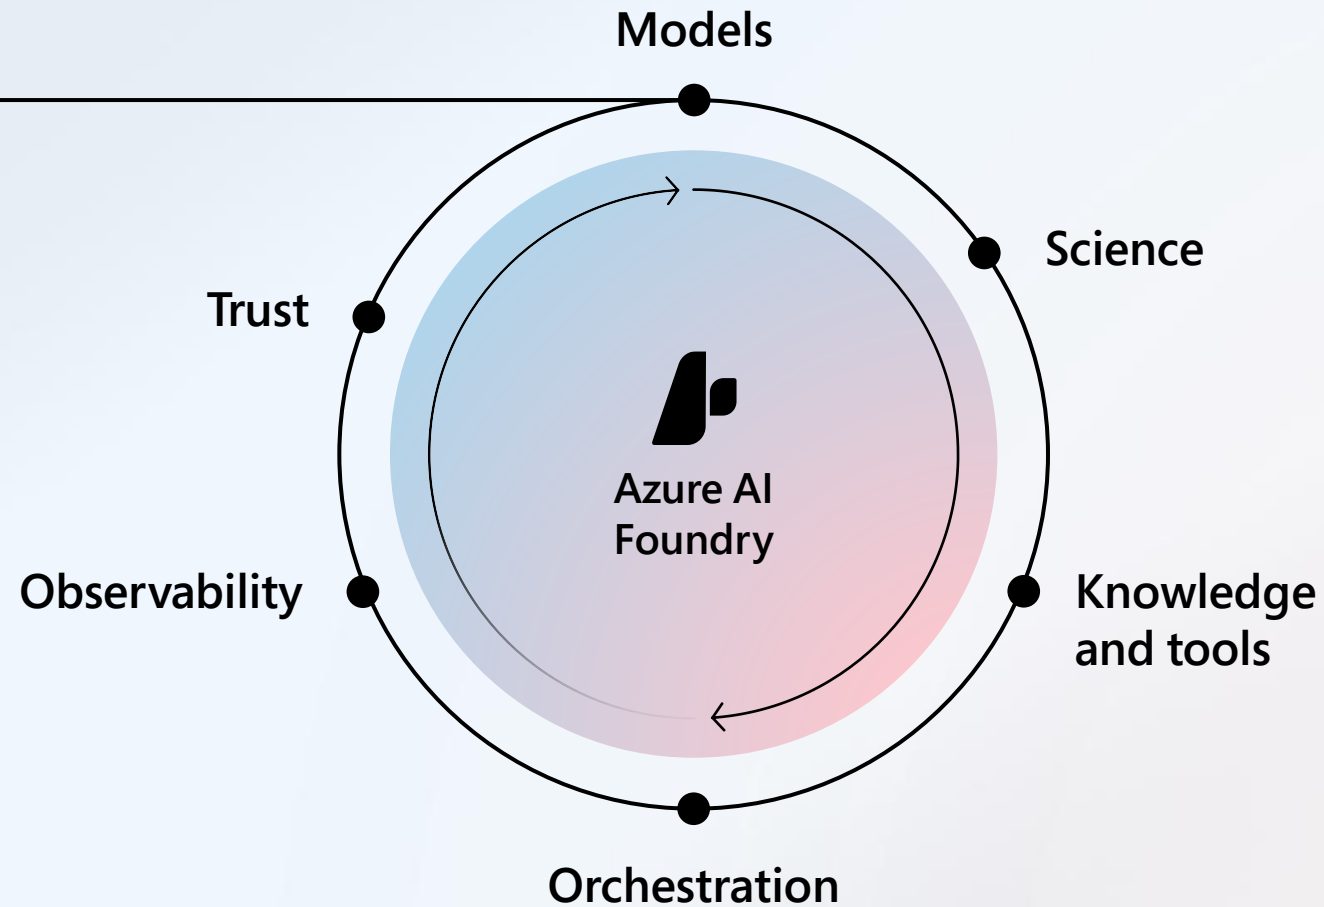 Models
Science
Trust
Azure AI
Foundry
Observability
Knowledge
and tools
Orchestration